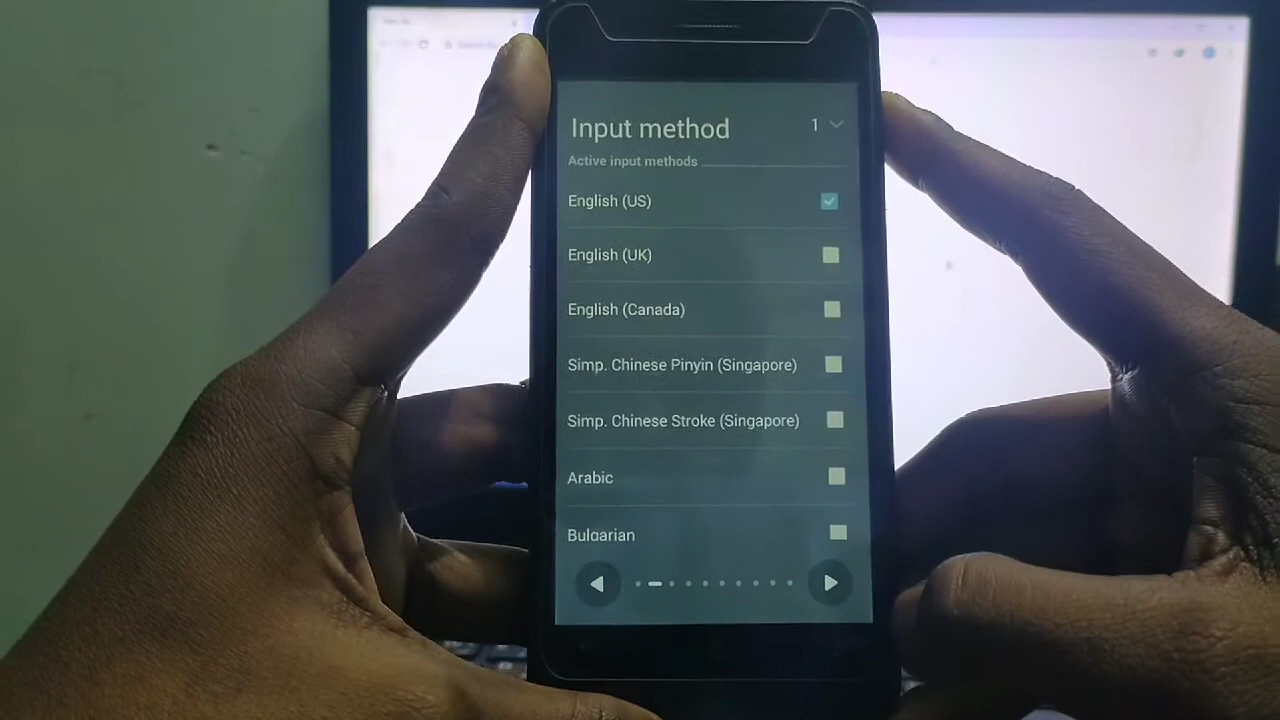 Input method 1
Active input methods
English (US)
English (UK)
English (Canada)
Simp. Chinese Pinyin (Singapore)
Simp. Chinese Stroke (Singapore)
Arabic
Bulgarian